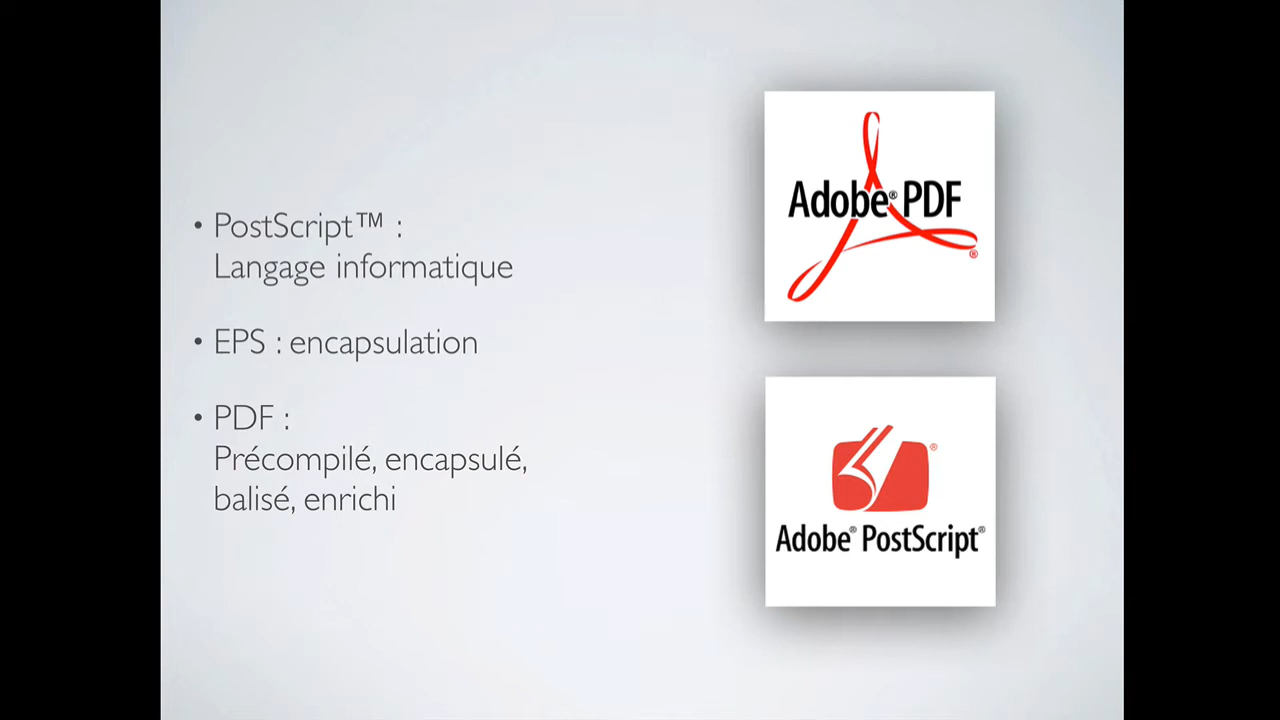 • PostScript™ :
Langage informatique
• EPS : encapsulation
• PDF :
Précompilé, encapsulé,
balisé, enrichi
Adobe® PDF
®
®
Adobe® PostScript®